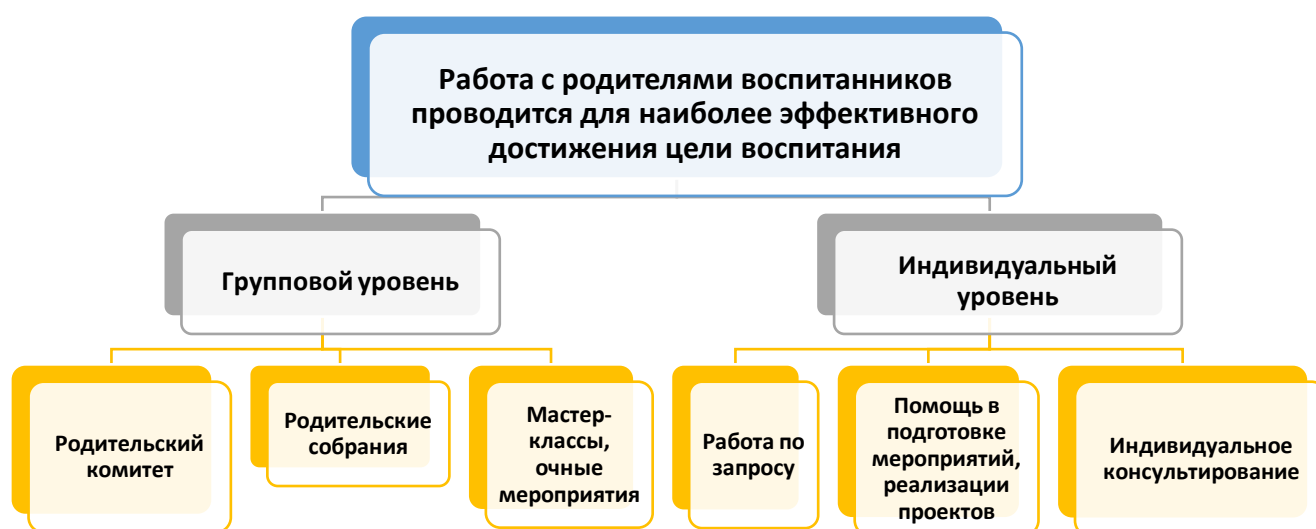 Работа с родителями воспитанников
проводится для наиболее эффективного
достижения цели воспитания
Групповой уровень
Индивидуальный
уровень
Родительский
комитет
Родительские
собрания
Мастер-
классы,
очные
мероприятия
Работа по
запросу
Помощь в
подготовке
мероприятий,
реализации
проектов
Индивидуальное
консультирование